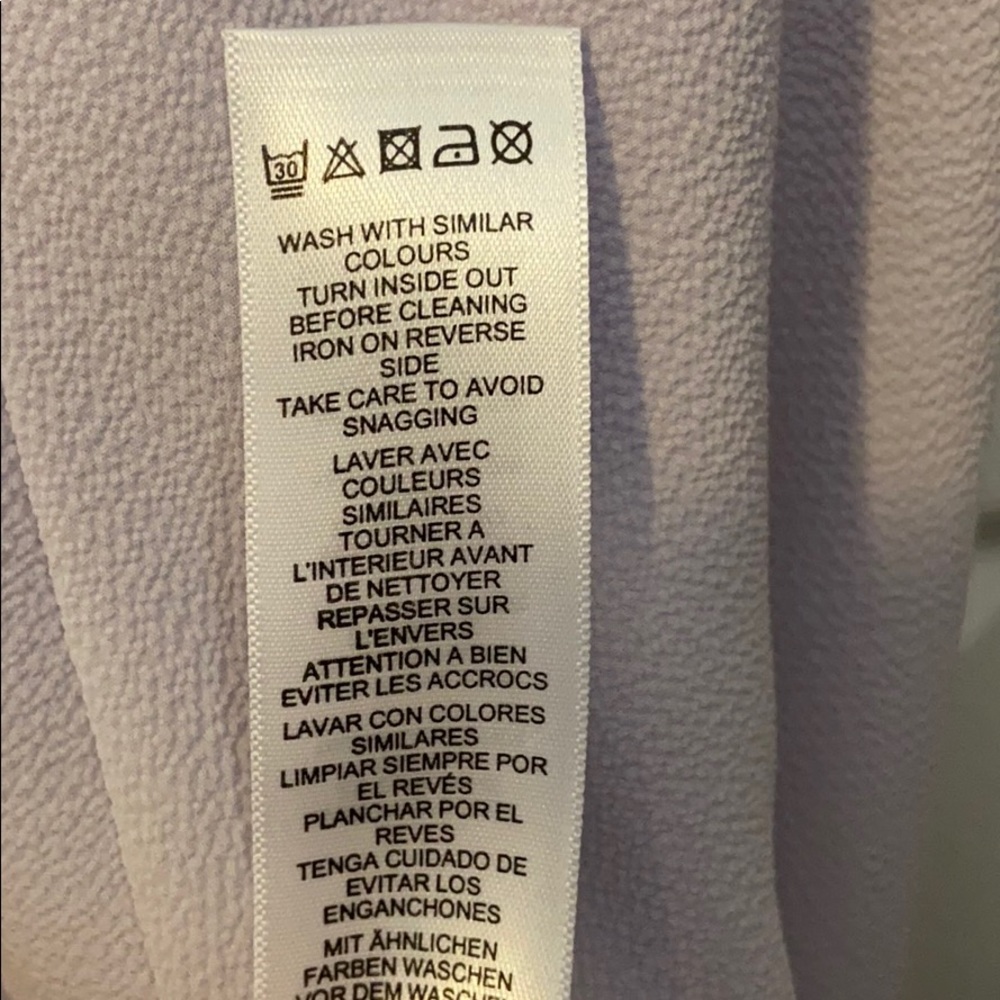 30
WASH WITH SIMILAR
COLOURS
TURN INSIDE OUT
BEFORE CLEANING
IRON ON REVERSE
SIDE
TAKE CARE TO AVOID
SNAGGING
LAVER AVEC
COULEURS
SIMILAIRES
TOURNER A
L'INTERIEUR AVANT
DE NETTOYER
REPASSER SUR
L'ENVERS
ATTENTION A BIEN
EVITER LES ACCROCS
LAVAR CON COLORES
SIMILARES
LIMPIAR SIEMPRE POR
EL REVÉS
PLANCHAR POR EL
REVES
TENGA CUIDADO DE
EVITAR LOS
ENGANCHONES
MIT ÄHNLICHEN
FARBEN WASCHEN
VOR DEM